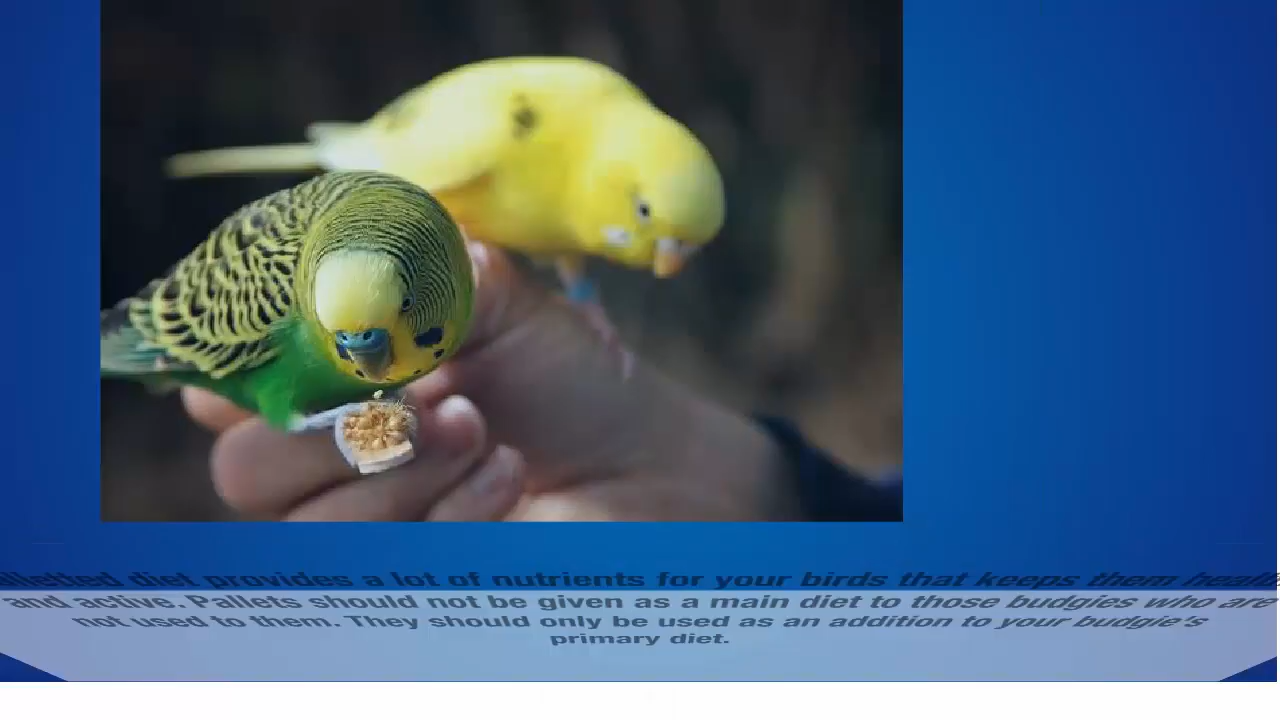 diet provides a lot of nutrients for your birds that keeps them
and active. Pallets should not be given as a main diet to those budgies who are
not used to them. They should only be used as an addition to your budgie's
primary diet.